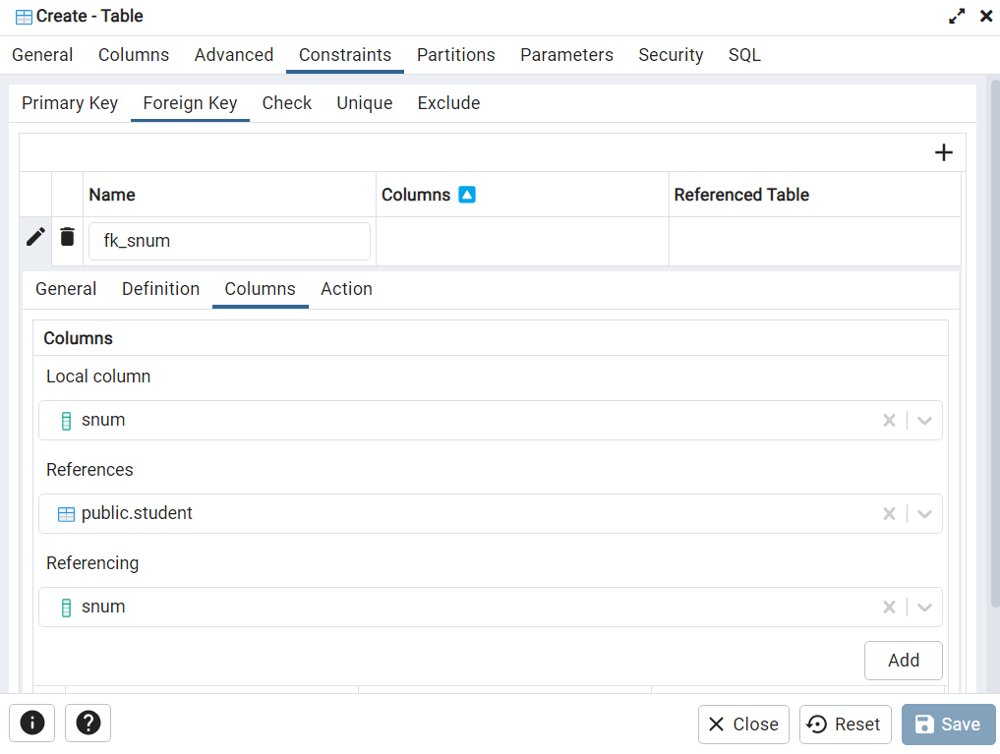 Create - Table
General Columns Advanced Constraints Partitions Parameters Security SQL
Primary Key Foreign Key Check Unique Exclude
Name Columns Referenced Table
fk_snum
General Definition Columns Action
Columns
Local column
snum
References
public.student
Referencing
snum
Add
Close Reset Save